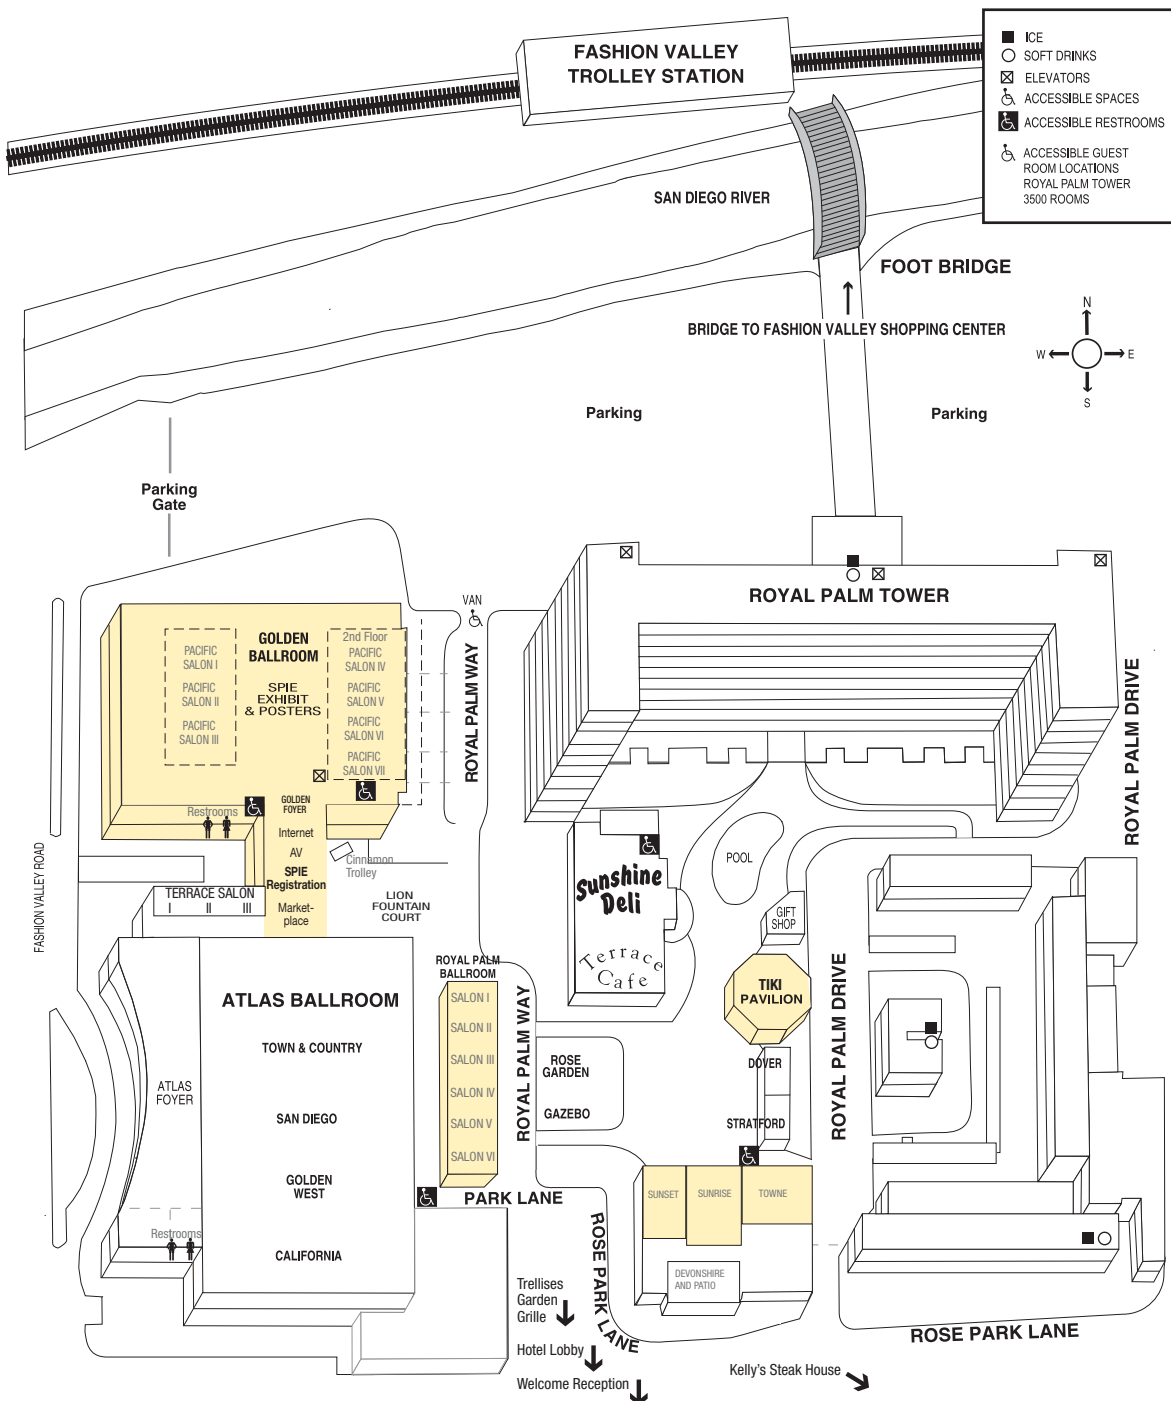 FASHION VALLEY
TROLLEY STATION
ICE
SOFT DRINKS
ELEVATORS
ACCESSIBLE SPACES
ACCESSIBLE RESTROOMS
ACCESSIBLE GUEST
ROOM LOCATIONS
ROYAL PALM TOWER
3500 ROOMS
SAN DIEGO RIVER
FOOT BRIDGE
BRIDGE TO FASHION VALLEY SHOPPING CENTER
N
W
E
S
Parking
Parking
Parking
Gate
ROYAL PALM TOWER
VAN
ROYAL PALM WAY
ROYAL PALM DRIVE
GOLDEN
BALLROOM
SPIE
EXHIBIT
& POSTERS
PACIFIC
SALON I
PACIFIC
SALON II
PACIFIC
SALON III
2nd Floor
PACIFIC
SALON IV
PACIFIC
SALON V
PACIFIC
SALON VI
PACIFIC
SALON VII
Restrooms
GOLDEN
FOYER
Internet
AV
SPIE
Registration
Market-
place
Cinnamon
Trolley
LION
FOUNTAIN
COURT
FASHION VALLEY ROAD
TERRACE SALON
I II III
Sunshine
Deli
Terrace
Cafe
POOL
GIFT
SHOP
TIKI
PAVILION
ROYAL PALM
BALLROOM
SALON I
SALON II
SALON III
SALON IV
SALON V
SALON VI
ROYAL PALM WAY
ATLAS BALLROOM
TOWN & COUNTRY
SAN DIEGO
GOLDEN
WEST
CALIFORNIA
ATLAS
FOYER
Restrooms
ROSE
GARDEN
GAZEBO
DOVER
STRATFORD
ROYAL PALM DRIVE
PARK LANE
SUNSET
SUNRISE
TOWNE
DEVONSHIRE
AND PATIO
ROSE PARK LANE
Trellises
Garden
Grille
Hotel Lobby
Welcome Reception
Kelly's Steak House
ROSE PARK LANE